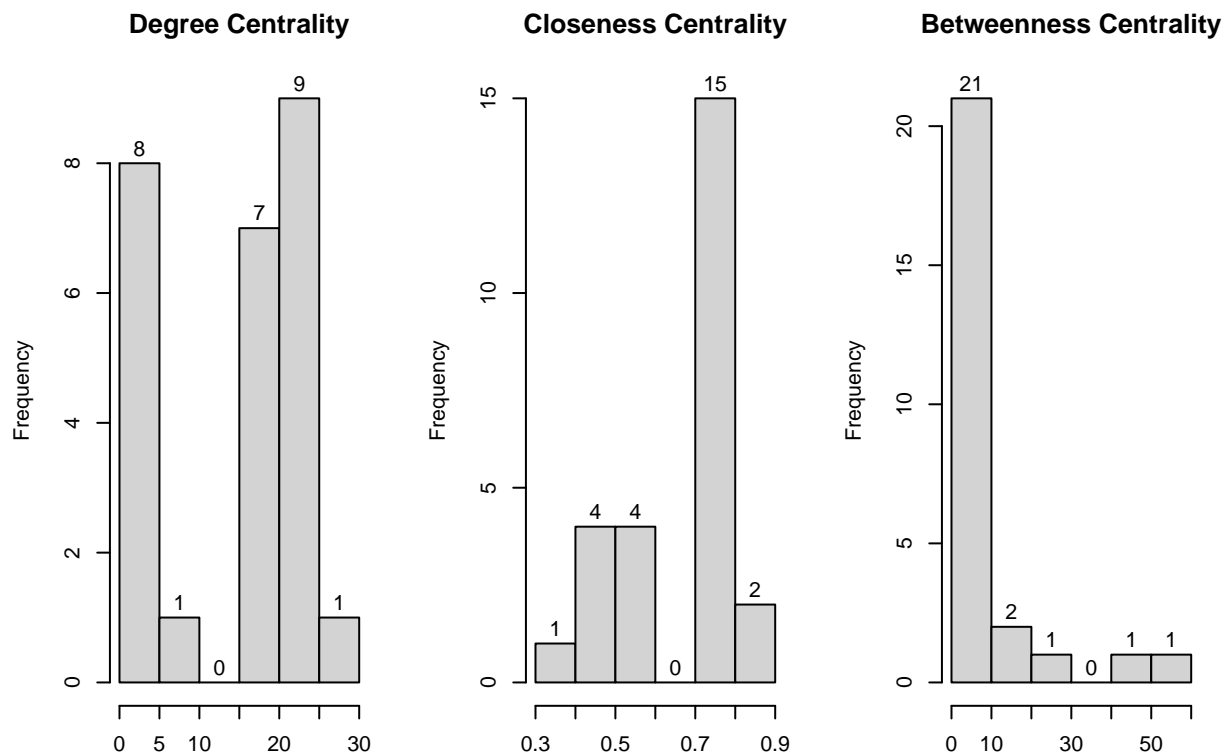 Degree Centrality
Frequency
0 2 4 6 8
8
1
0
7
9
1
0 5 10 20 30
Closeness Centrality
Frequency
0 5 10 15
1
4
4
0
15
2
0.3 0.5 0.7 0.9
Betweenness Centrality
Frequency
0 5 10 15 20
21
2
1
0
1
1
0 10 30 50